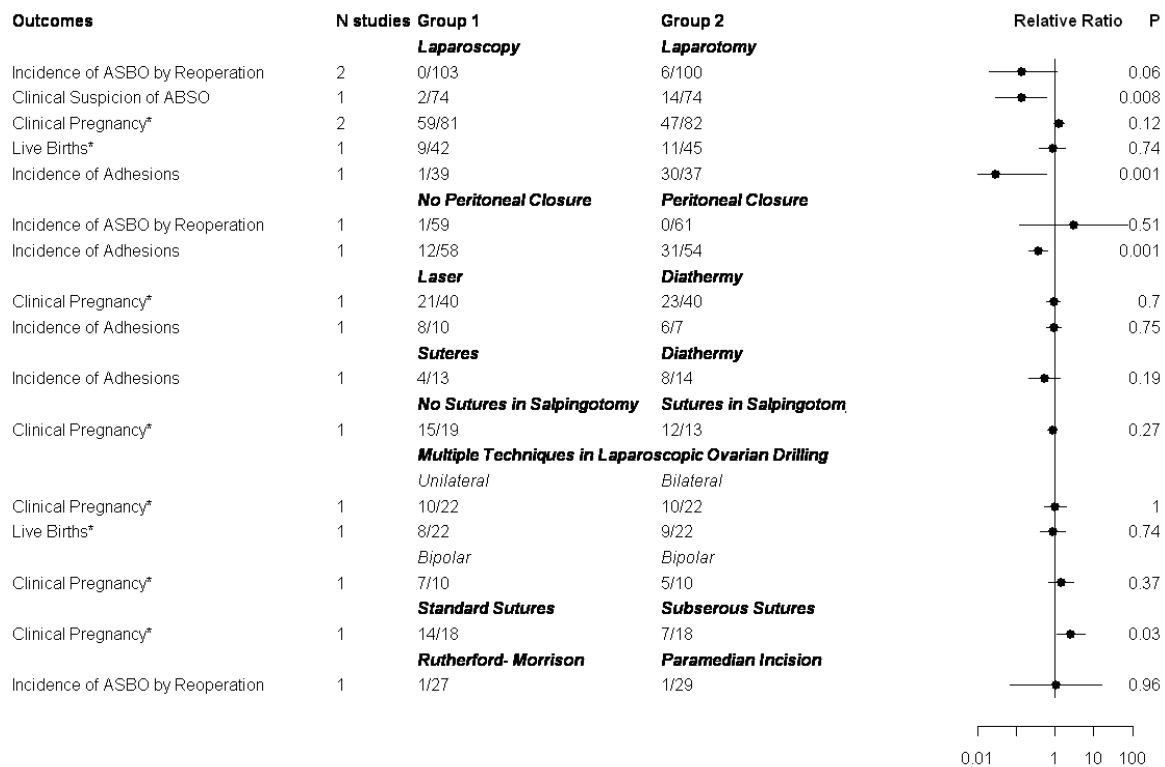 Outcomes N studies Group 1 Group 2 Relative Ratio P
Laparoscopy Laparotomy
Incidence of ASBO by Reoperation 2 0/103 6/100 0.06
Clinical Suspicion of ABSO 1 2/74 14/74 0.008
Clinical Pregnancy* 2 59/81 47/82 0.12
Live Births* 1 9/42 11/45 0.74
Incidence of Adhesions 1 1/39 30/37 0.001
No Peritoneal Closure Peritoneal Closure
Incidence of ASBO by Reoperation 1 1/59 0/61 0.51
Incidence of Adhesions 1 12/58 31/54 0.001
Laser Diathermy
Clinical Pregnancy* 1 21/40 23/40 0.7
Incidence of Adhesions 1 8/10 6/7 0.75
Suteres Diathermy
Incidence of Adhesions 1 4/13 8/14 0.19
No Sutures in Salpingotomy Sutures in Salpingotom
Clinical Pregnancy* 1 15/19 12/13 0.27
Multiple Techniques in Laparoscopic Ovarian Drilling
Unilateral Bilateral
Clinical Pregnancy* 1 10/22 10/22 1
Live Births* 1 8/22 9/22 0.74
Bipolar Bipolar
Clinical Pregnancy* 1 7/10 5/10 0.37
Standard Sutures Subserous Sutures
Clinical Pregnancy* 1 14/18 7/18 0.03
Rutherford- Morrison Paramedian Incision
Incidence of ASBO by Reoperation 1 1/27 1/29 0.96
0.01 1 10 100